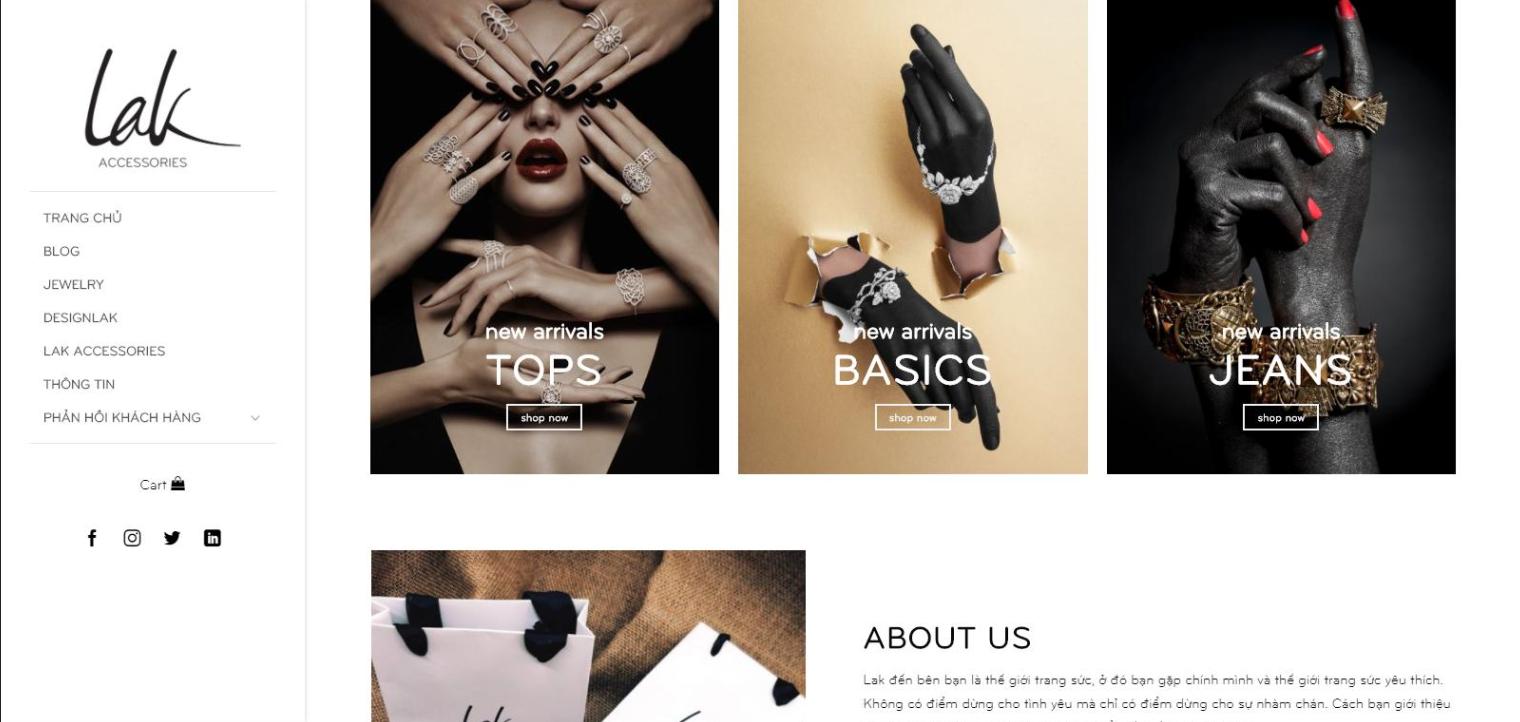 Lak
ACCESSORIES
TRANG CHỦ
BLOG
JEWELRY
DESIGNLAK
LAK ACCESSORIES
THÔNG TIN
PHẢN HỒI KHÁCH HÀNG
Cart
new arrivals
TOPS
shop now
new arrivals
BASICS
shop now
new arrivals
JEANS
shop now
ABOUT US
Lak đến bên bạn là thế giới trang sức, ở đó bạn gặp chính mình và thế giới trang sức yêu thích.
Không có điểm dừng cho tình yêu mà chỉ có điểm dừng cho sự nhàm chán. Cách bạn giới thiệu